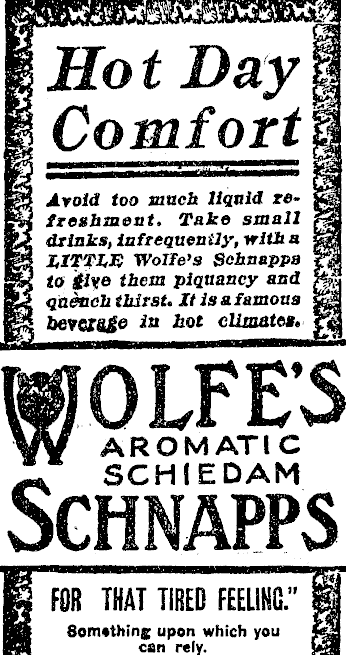 Hot Day
Comfort
Avoid too much liquid re-
freshment. Take small
drinks, infrequently, with a
LITTLE Wolfe's Schnapps
to give them piquancy and
quench thirst. It is a famous
beverage in hot climates.
WOLFE'S
AROMATIC
SCHIEDAM
SCHNAPPS
FOR THAT TIRED FEELING."
Something upon which you
can rely.